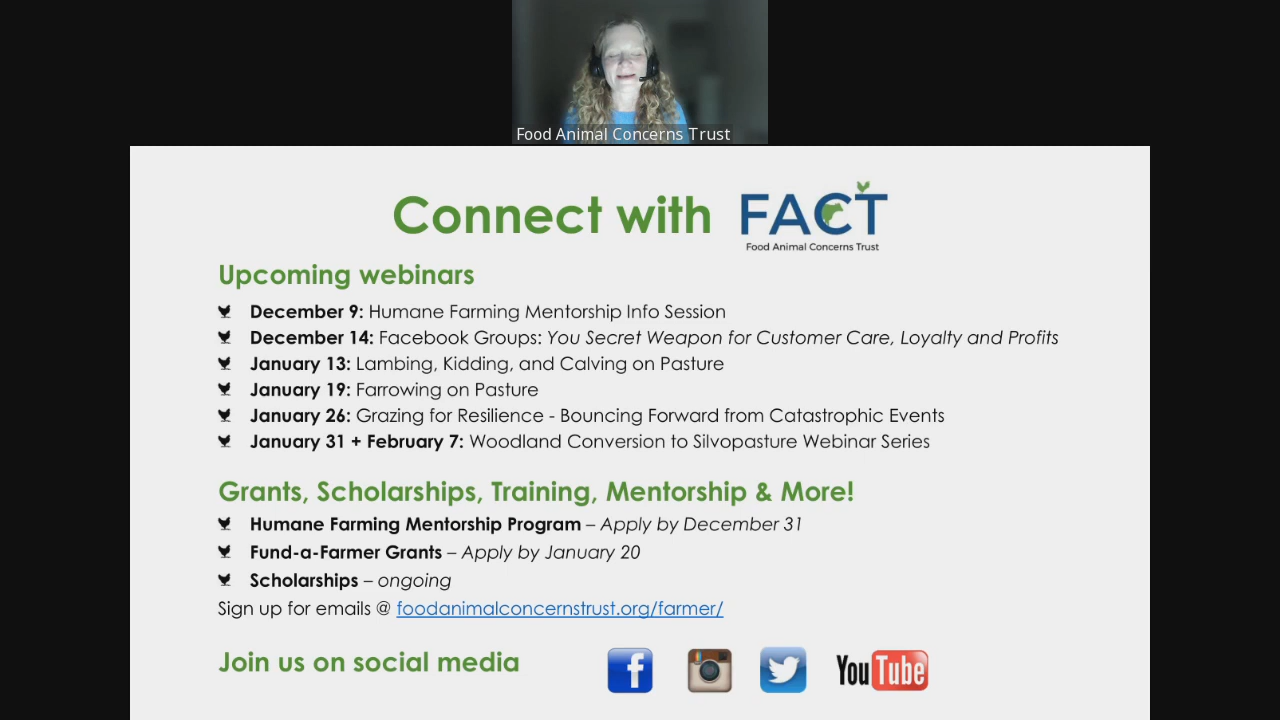 Food Animal Concerns Trust
Connect with FACT
Food Animal Concerns Trust
Upcoming webinars
December 9: Humane Farming Mentorship Info Session
December 14: Facebook Groups: You Secret Weapon for Customer Care, Loyalty and Profits
January 13: Lambing, Kidding, and Calving on Pasture
January 19: Farrowing on Pasture
January 26: Grazing for Resilience - Bouncing Forward from Catastrophic Events
January 31 + February 7: Woodland Conversion to Silvopasture Webinar Series
Grants, Scholarships, Training, Mentorship & More!
Humane Farming Mentorship Program – Apply by December 31
Fund-a-Farmer Grants – Apply by January 20
Scholarships – ongoing
Sign up for emails @ foodanimalconcernstrust.org/farmer/
Join us on social media
f
YouTube